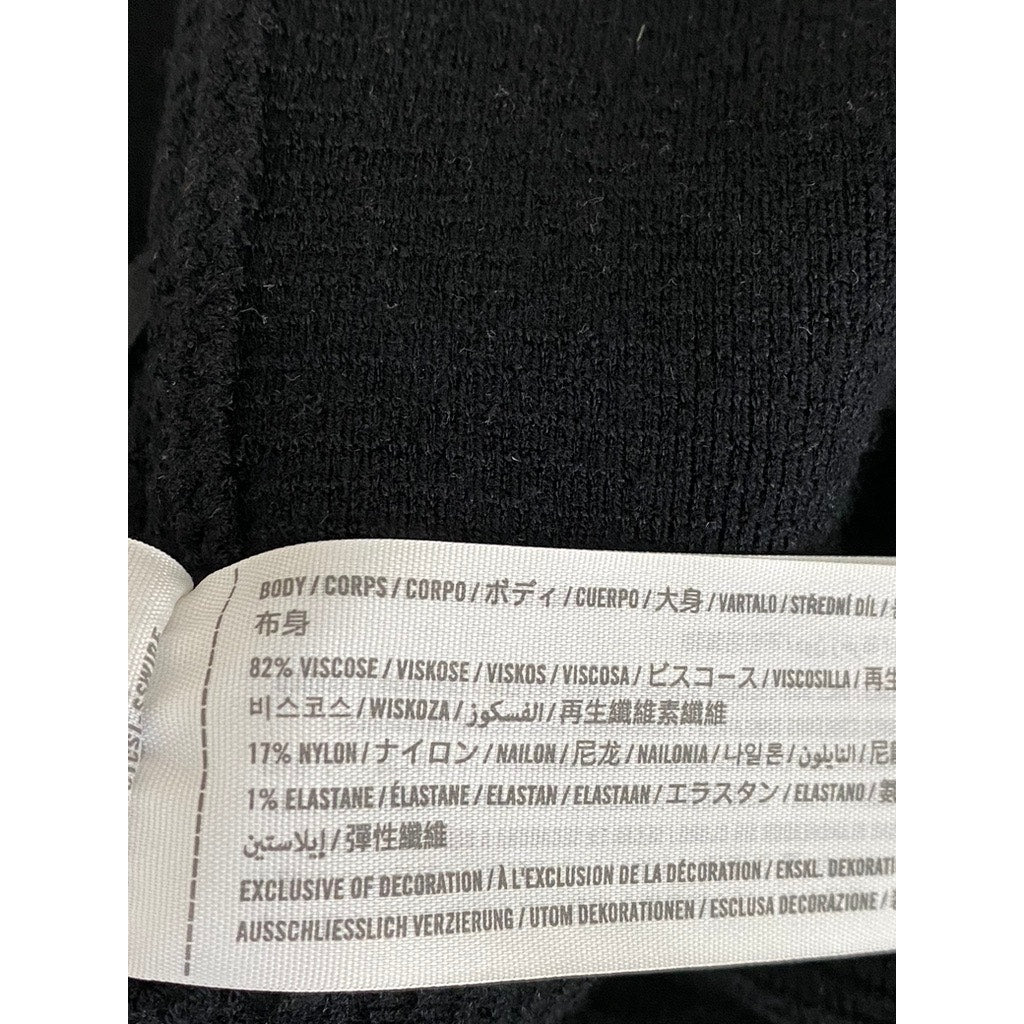 BODY / CORPS / CORPO / ボディ / CUERPO / 大身 / VARTALO / STŘEDNÍ DÍL /
布身
82% VISCOSE / VISKOSE / VISKOS / VISCOSA / ビスコース / VISCOSILLA / 再生
비스코스 / WISKOZA / الفسكوز / 再生纖維素纖維
17% NYLON / ナイロン / NAILON / 尼龙 / NAILONIA / 나일론 / النايلون / 尼龍
1% ELASTANE / ÉLASTANE / ELASTAN / ELASTAAN / エラスタン / ELASTANO / 氨
إيلاستين / 彈性纖維
EXCLUSIVE OF DECORATION / À L'EXCLUSION DE LA DÉCORATION / EKSKL. DEKORATI
AUSSCHLIESSLICH VERZIERUNG / UTOM DEKORATIONEN / ESCLUSA DECORAZIONE /